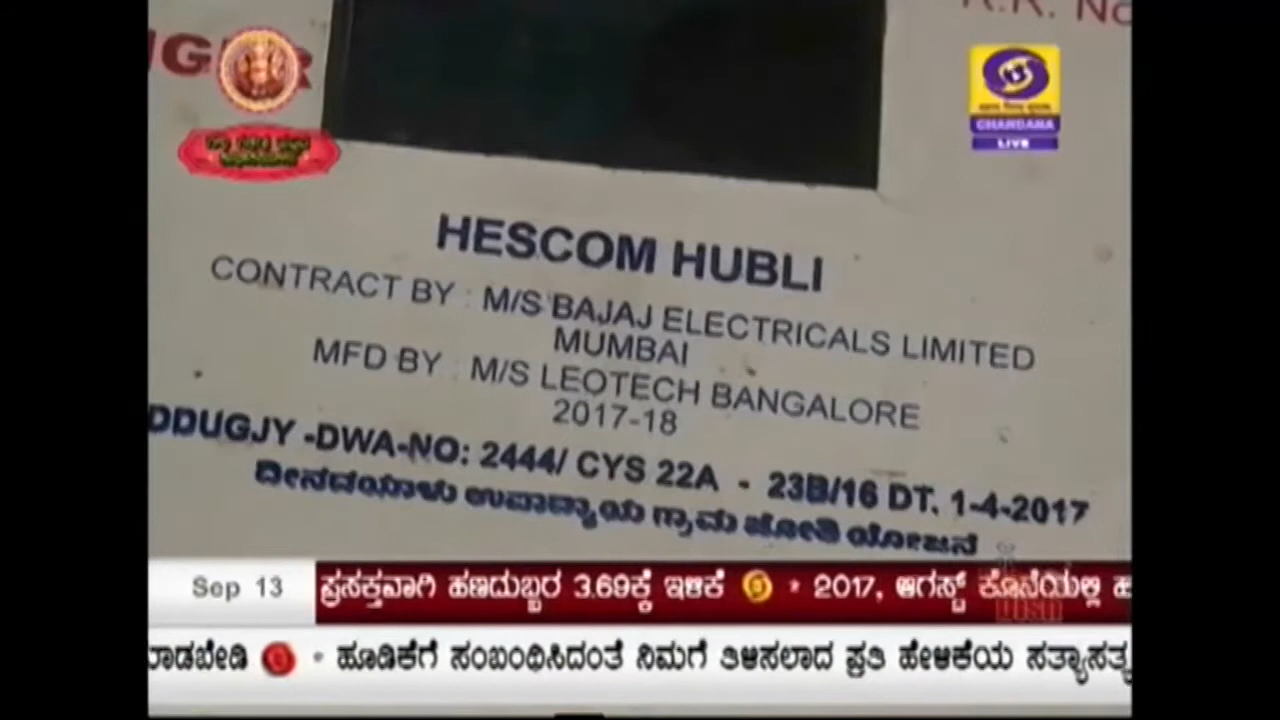 R.R. No
CHANDANA
LIVE
HESCOM HUBLI
CONTRACT BY : M/S BAJAJ ELECTRICALS LIMITED
MUMBAI
MFD BY : M/S LEOTECH BANGALORE
2017-18
DDUGJY -DWA-NO: 2444/ CYS 22A - 23B/16 DT. 1-4-2017
ದೀನದಯಾಳು ಉಪಾಧ್ಯಾಯ ಗ್ರಾಮ ಜೋತಿ ಯೋಜನೆ
Sep 13
ಪ್ರಸಕ್ತವಾಗಿ ಹಣದುಬ್ಬರ 3.69ಕ್ಕೆ ಇಳಿಕೆ * 2017, ಆಗಸ್ಟ್ ಕೊನೆಯಲ್ಲಿ
dish
ಹೂಡಿಕೆಗೆ ಸಂಬಂಧಿಸಿದಂತೆ ನಿಮಗೆ ತಿಳಿಸಲಾದ ಪ್ರತಿ ಹೇಳಿಕೆಯ